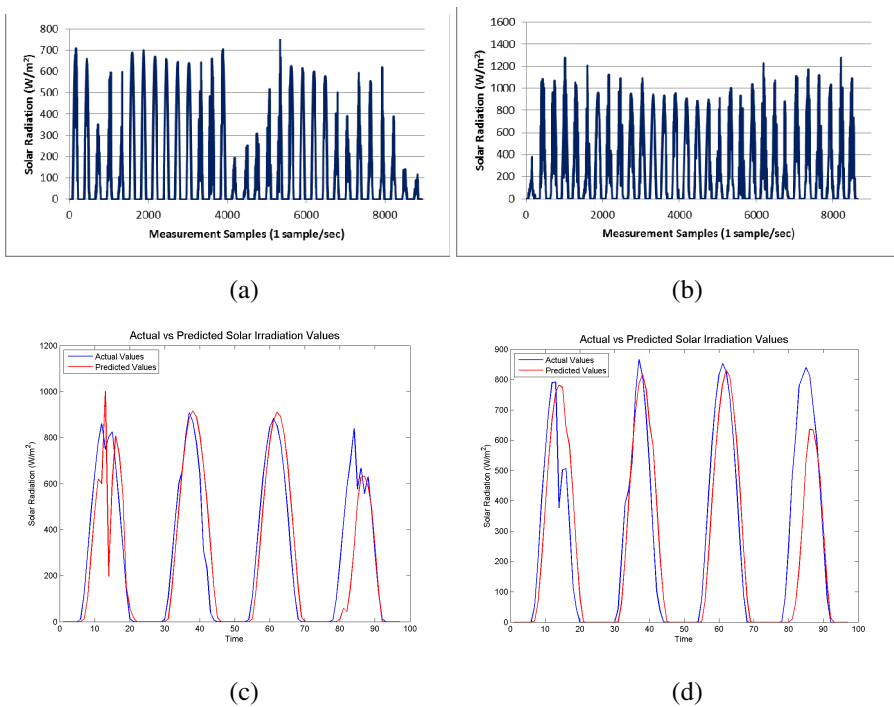 800
700
600
500
400
300
200
100
0
Solar Radiation (W/m²)
0 2000 4000 6000 8000
Measurement Samples (1 sample/sec)
(a)
1600
1400
1200
1000
800
600
400
200
0
Solar Radiation (W/m²)
0 2000 4000 6000 8000
Measurement Samples (1 sample/sec)
(b)
Actual vs Predicted Solar Irradiation Values
Actual Values
Predicted Values
1200
1000
800
600
400
200
0
Solar Radiation (W/m²)
0 10 20 30 40 50 60 70 80 90 100
Time
(c)
Actual vs Predicted Solar Irradiation Values
Actual Values
Predicted Values
900
800
700
600
500
400
300
200
100
0
Solar Radiation (W/m²)
0 10 20 30 40 50 60 70 80 90 100
Time
(d)